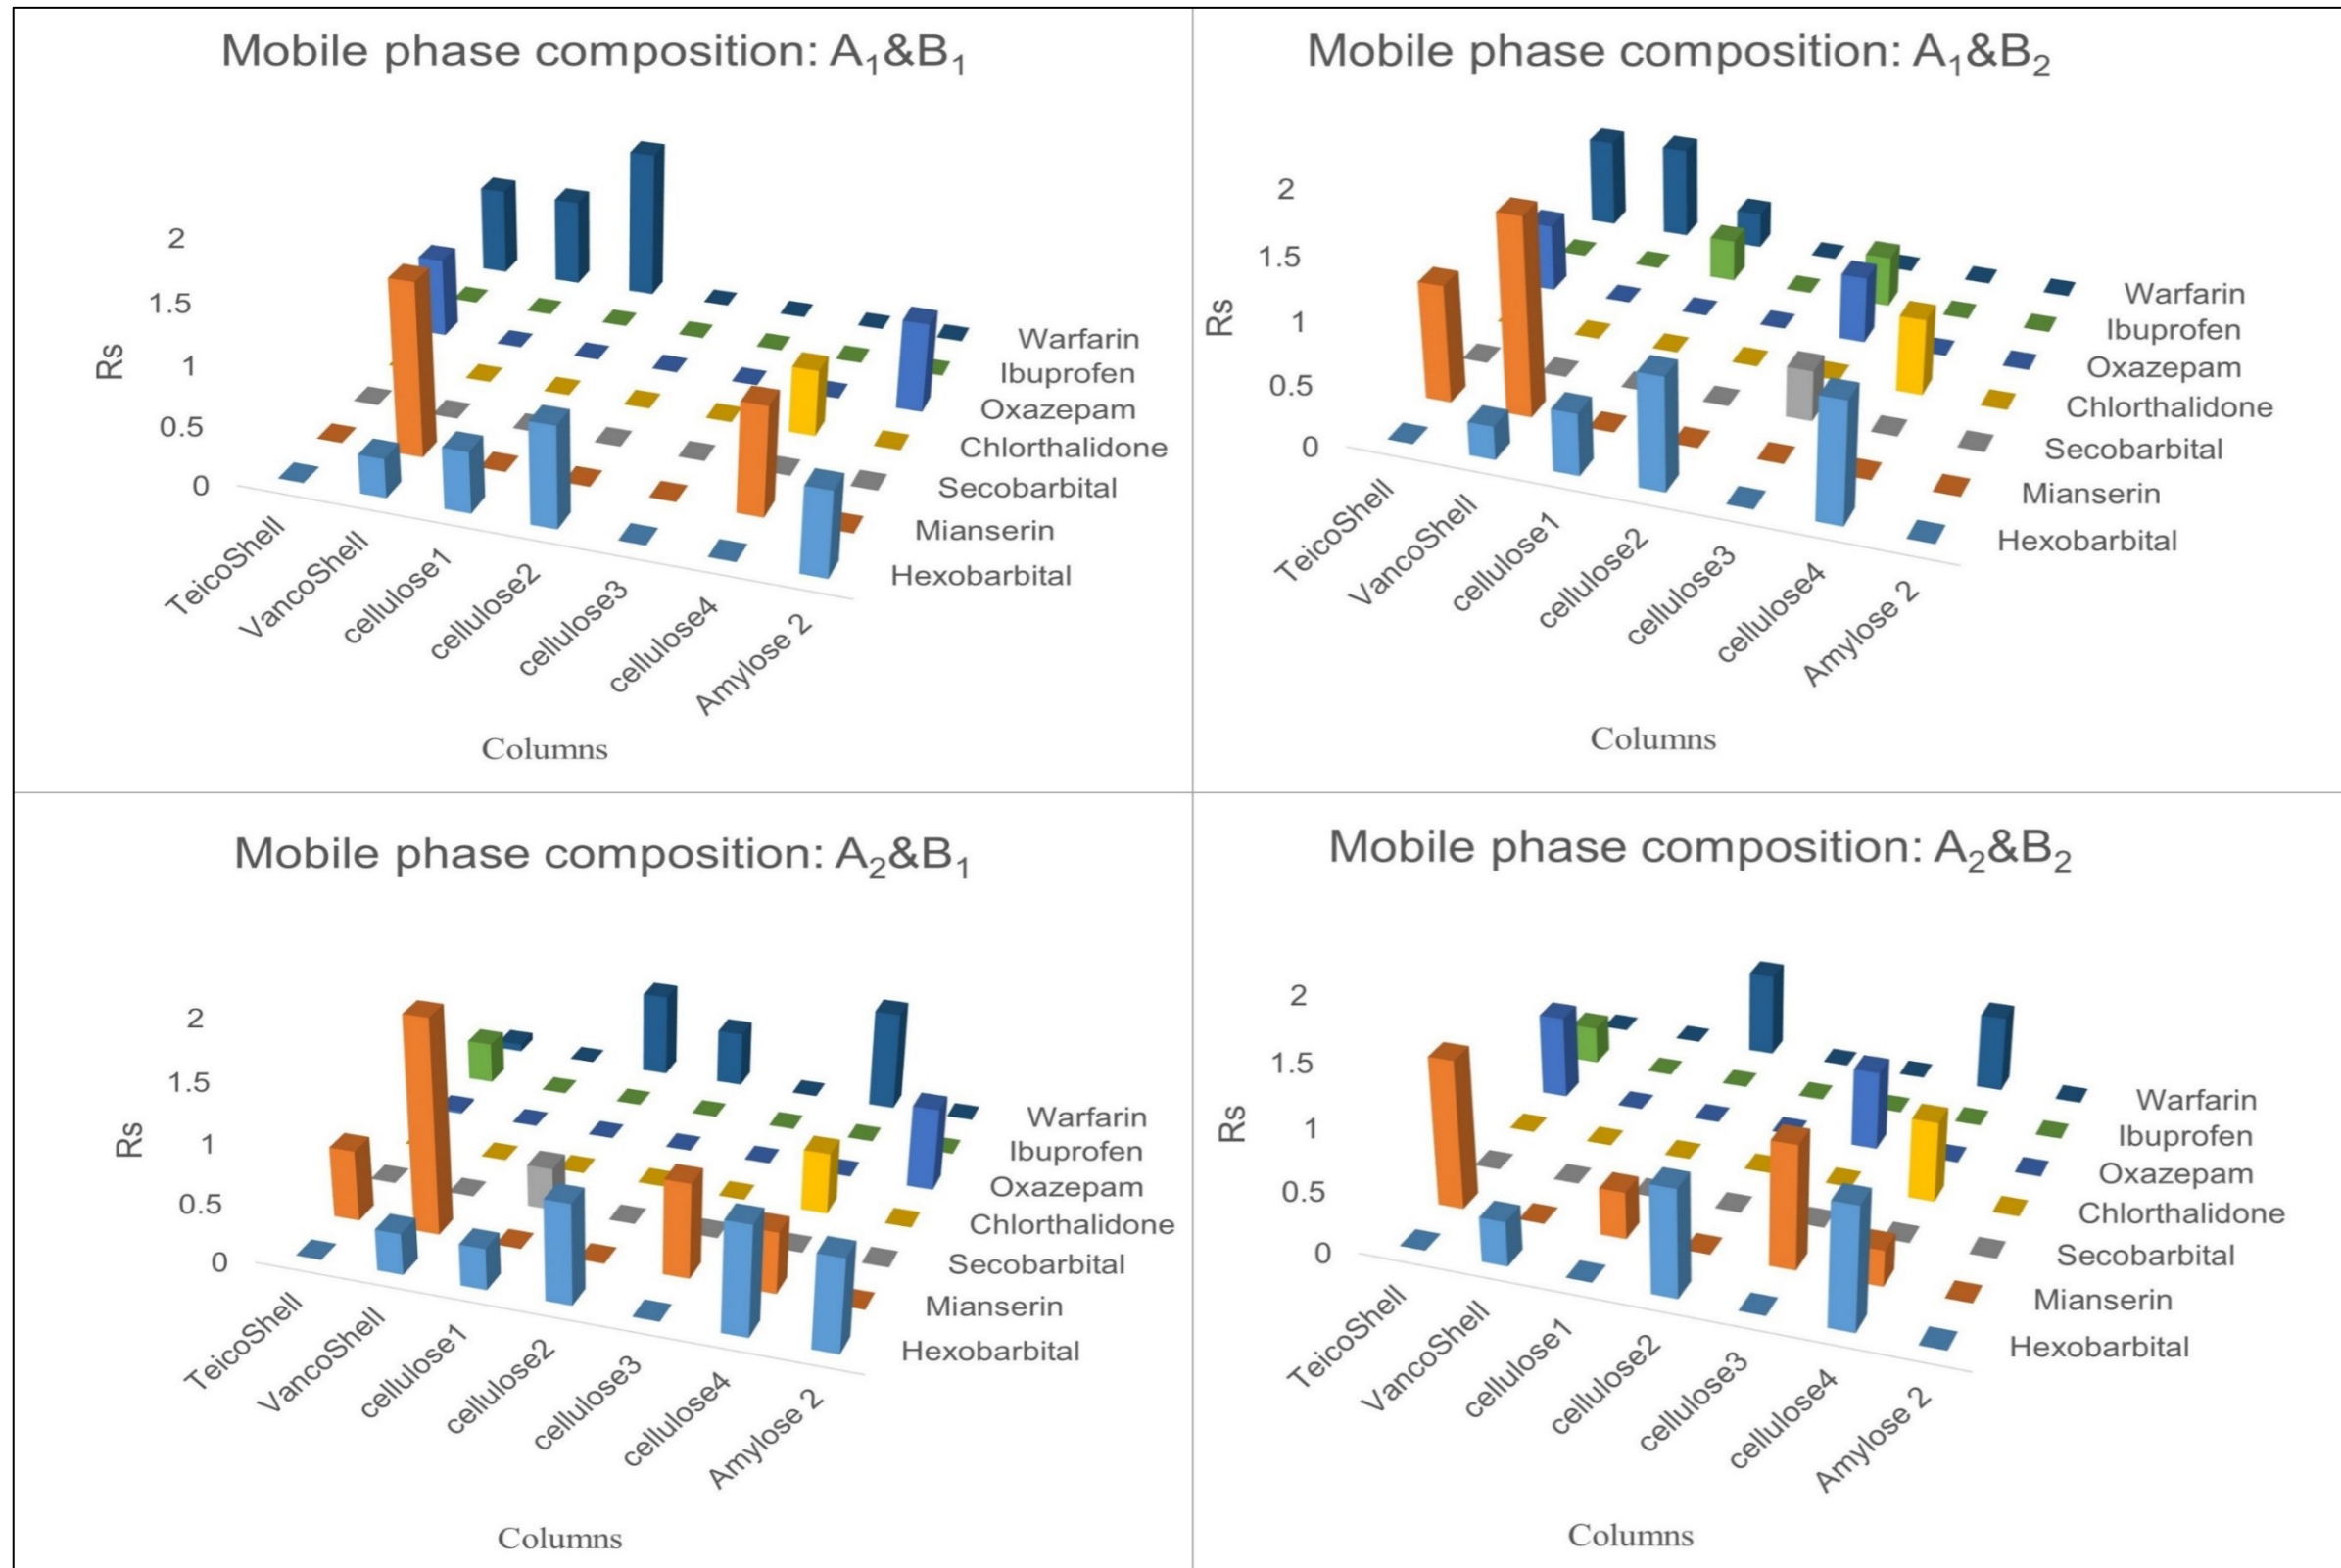 Mobile phase composition: A₁&B₁
2
1.5
1
0.5
0
Rs
Warfarin
Ibuprofen
Oxazepam
Chlorthalidone
Secobarbital
Mianserin
Hexobarbital
TeicoShell
VancoShell
cellulose1
cellulose2
cellulose3
cellulose4
Amylose 2
Columns
Mobile phase composition: A₁&B₂
2
1.5
1
0.5
0
Rs
Warfarin
Ibuprofen
Oxazepam
Chlorthalidone
Secobarbital
Mianserin
Hexobarbital
TeicoShell
VancoShell
cellulose1
cellulose2
cellulose3
cellulose4
Amylose 2
Columns
Mobile phase composition: A₂&B₁
2
1.5
1
0.5
0
Rs
Warfarin
Ibuprofen
Oxazepam
Chlorthalidone
Secobarbital
Mianserin
Hexobarbital
TeicoShell
VancoShell
cellulose1
cellulose2
cellulose3
cellulose4
Amylose 2
Columns
Mobile phase composition: A₂&B₂
2
1.5
1
0.5
0
Rs
Warfarin
Ibuprofen
Oxazepam
Chlorthalidone
Secobarbital
Mianserin
Hexobarbital
TeicoShell
VancoShell
cellulose1
cellulose2
cellulose3
cellulose4
Amylose 2
Columns